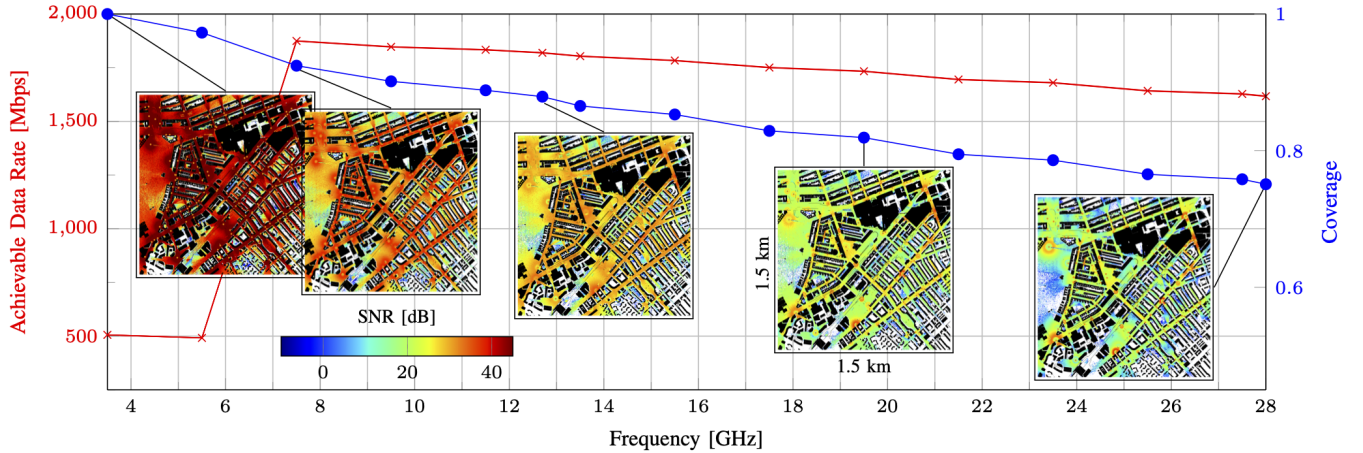 2,000
1,500
1,000
500
Achievable Data Rate [Mbps]
1
0.8
0.6
Coverage
SNR [dB]
0 20 40
1.5 km
1.5 km
4 6 8 10 12 14 16 18 20 22 24 26 28
Frequency [GHz]